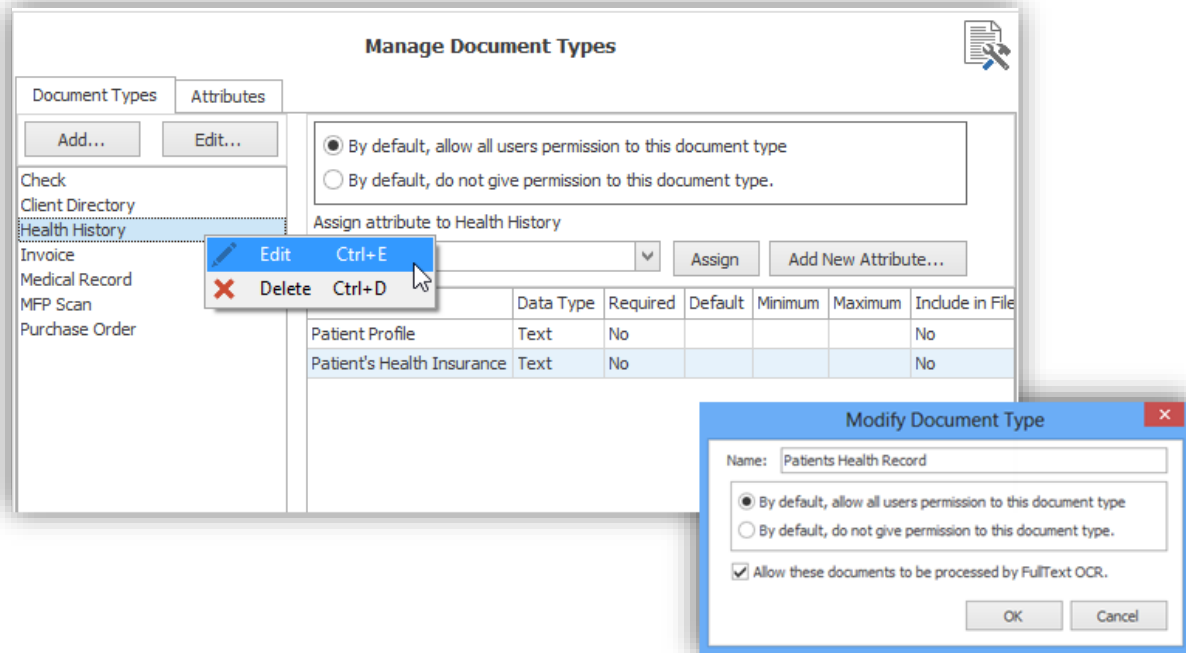 Manage Document Types
Document Types Attributes
Add... Edit...
Check
Client Directory
Health History
Invoice
Medical Record
MFP Scan
Purchase Order
Edit Ctrl+E
Delete Ctrl+D
By default, allow all users permission to this document type
By default, do not give permission to this document type.
Assign attribute to Health History
Assign Add New Attribute...
Data Type Required Default Minimum Maximum Include in File
Patient Profile Text No No
Patient's Health Insurance Text No No
Modify Document Type
Name: Patients Health Record
By default, allow all users permission to this document type
By default, do not give permission to this document type.
Allow these documents to be processed by FullText OCR.
OK Cancel